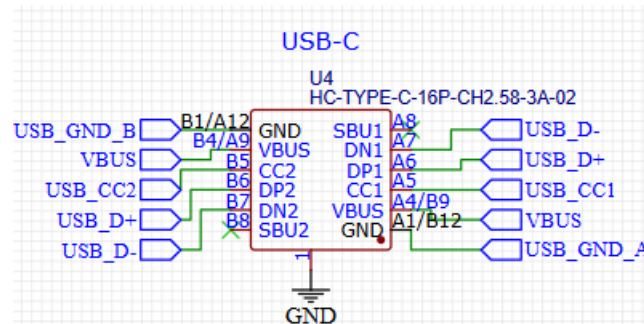 USB-C
U4
HC-TYPE-C-16P-CH2.58-3A-02
USB_GND_B B1/A12 GND SBU1 A8
VBUS B4/A9 VBUS DN1 A7 USB_D-
USB_CC2 B5 CC2 DP1 A6 USB_D+
USB_D+ B6 DP2 CC1 A5 USB_CC1
USB_D- B7 DN2 VBUS A4/B9 VBUS
B8 SBU2 GND A1/B12 USB_GND_A
1
GND